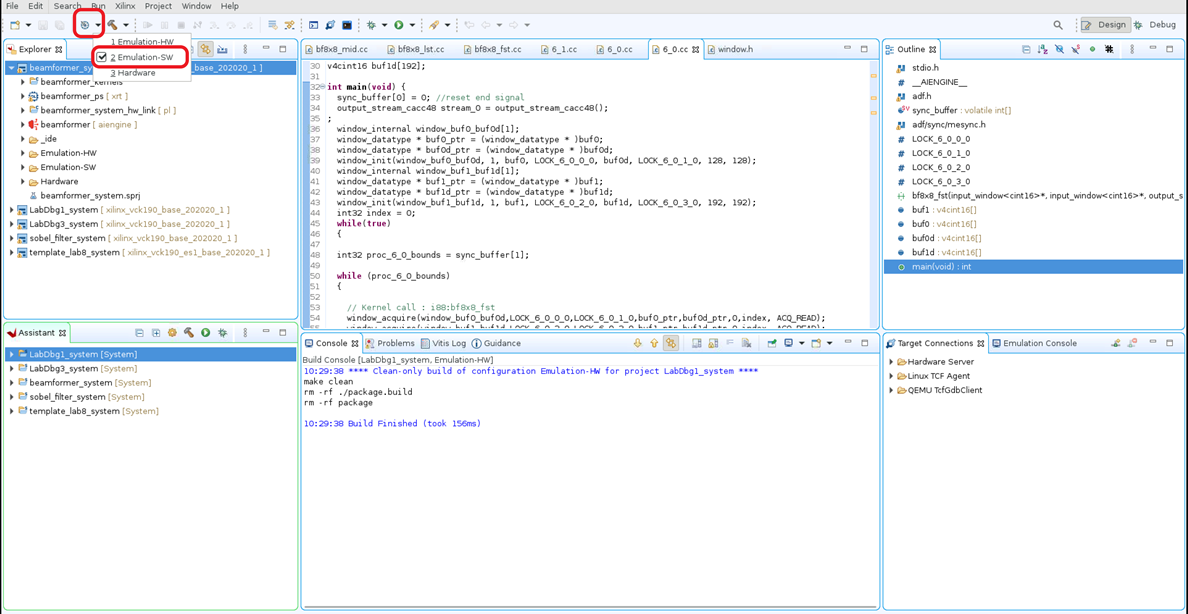 File Edit Search Run Xilinx Project Window Help
Design Debug
1 Emulation-HW
2 Emulation-SW
3 Hardware
Explorer
_base_202020_1 ]
beamformer_kernels
beamformer_ps [ xrt ]
beamformer_system_hw_link [ pl ]
beamformer [ aiengine ]
_ide
Emulation-HW
Emulation-SW
Hardware
beamformer_system.sprj
LabDbg1_system [ xilinx_vck190_base_202020_1 ]
LabDbg3_system [ xilinx_vck190_base_202020_1 ]
sobel_filter_system [ xilinx_vck190_base_202020_1 ]
template_lab8_system [ xilinx_vck190_es1_base_202020_1 ]
Assistant
LabDbg1_system [System]
LabDbg3_system [System]
beamformer_system [System]
sobel_filter_system [System]
template_lab8_system [System]
bf8x8_mid.cc bf8x8_lst.cc bf8x8_fst.cc 6_1.cc 6_0.cc 6_0.cc window.h
30 v4cint16 buf1d[192];
31
32 int main(void) {
33 sync_buffer[0] = 0; //reset end signal
34 output_stream_cacc48 stream_0 = output_stream_cacc48();
35 ;
36 window_internal window_buf0_buf0d[1];
37 window_datatype * buf0_ptr = (window_datatype * )buf0;
38 window_datatype * buf0d_ptr = (window_datatype * )buf0d;
39 window_init(window_buf0_buf0d, 1, buf0, LOCK_6_0_0_0, buf0d, LOCK_6_0_1_0, 128, 128);
40 window_internal window_buf1_buf1d[1];
41 window_datatype * buf1_ptr = (window_datatype * )buf1;
42 window_datatype * buf1d_ptr = (window_datatype * )buf1d;
43 window_init(window_buf1_buf1d, 1, buf1, LOCK_6_0_2_0, buf1d, LOCK_6_0_3_0, 192, 192);
44 int32 index = 0;
45 while(true)
46 {
47
48 int32 proc_6_0_bounds = sync_buffer[1];
49
50 while (proc_6_0_bounds)
51 {
52
53 // Kernel call : i88:bf8x8_fst
54 window_acquire(window_buf0_buf0d,LOCK_6_0_0_0,LOCK_6_0_1_0,buf0_ptr,buf0d_ptr,0,index, ACQ_READ);
Console Problems Vitis Log Guidance
Build Console [LabDbg1_system, Emulation-HW]
10:29:38 **** Clean-only build of configuration Emulation-HW for project LabDbg1_system ****
make clean
rm -rf ./package.build
rm -rf package
10:29:38 Build Finished (took 156ms)
Outline
stdio.h
__AIENGINE__
adf.h
sync_buffer : volatile int[]
adf/sync/mesync.h
LOCK_6_0_0_0
LOCK_6_0_1_0
LOCK_6_0_2_0
LOCK_6_0_3_0
bf8x8_fst(input_window<cint16>*, input_window<cint16>*, output_s
buf1 : v4cint16[]
buf0 : v4cint16[]
buf0d : v4cint16[]
buf1d : v4cint16[]
main(void) : int
Target Connections Emulation Console
Hardware Server
Linux TCF Agent
QEMU TcfGdbClient